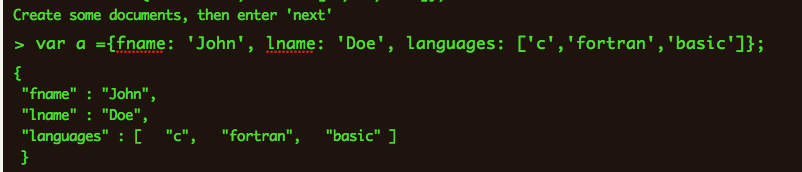 Create some documents, then enter 'next'
> var a ={fname: 'John', lname: 'Doe', languages: ['c','fortran','basic']};
{
"fname" : "John",
"lname" : "Doe",
"languages" : [ "c", "fortran", "basic" ]
}